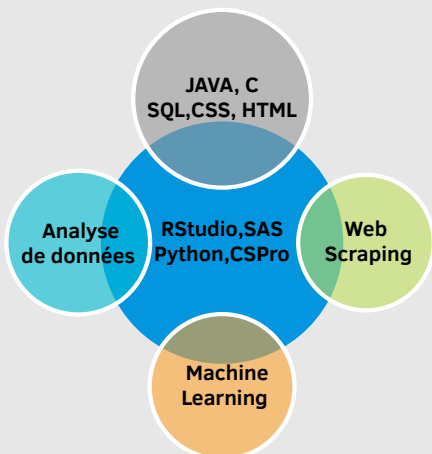 JAVA, C
SQL,CSS, HTML
Analyse
de données
RStudio,SAS
Python,CSPro
Web
Scraping
Machine
Learning